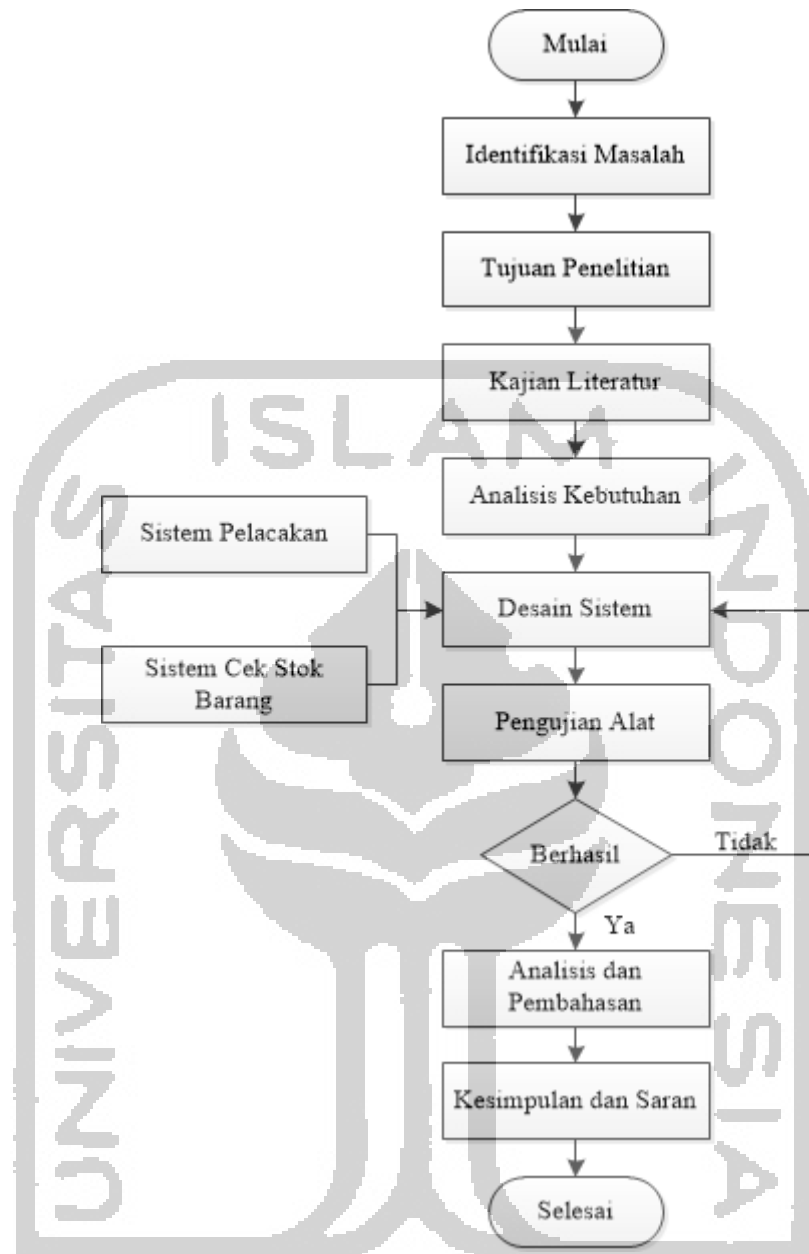 Mulai
Identifikasi Masalah
Tujuan Penelitian
Kajian Literatur
ISLAM
UNIVERSITAS
INDONESIA
Analisis Kebutuhan
Sistem Pelacakan
Desain Sistem
Sistem Cek Stok
Barang
Pengujian Alat
Berhasil
Tidak
Ya
Analisis dan
Pembahasan
Kesimpulan dan Saran
Selesai